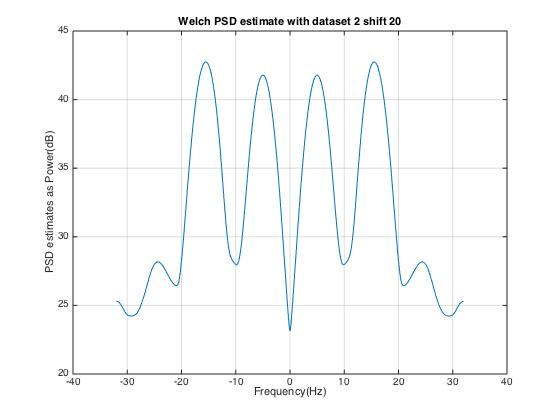 Welch PSD estimate with dataset 2 shift 20
45
40
35
30
25
20
PSD estimates as Power(dB)
-40 -30 -20 -10 0 10 20 30 40
Frequency(Hz)